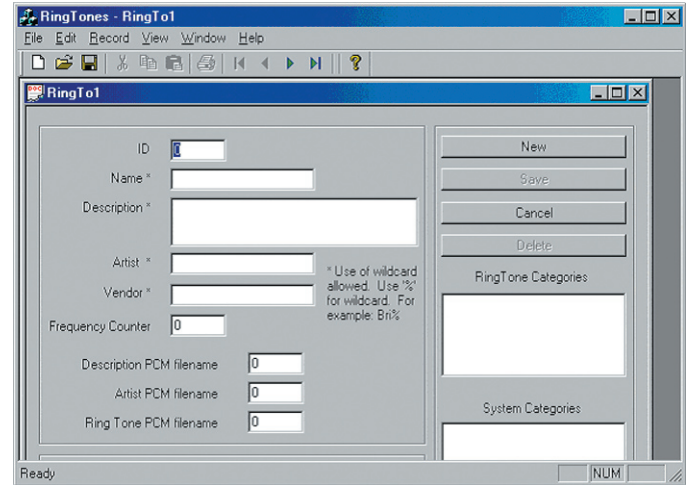 RingTones - RingTo1
File Edit Record View Window Help
RingTo1
ID 0
Name *
Description *
Artist *
Vendor *
* Use of wildcard
allowed. Use '%'
for wildcard. For
example: Bri%
Frequency Counter 0
Description PCM filename 0
Artist PCM filename 0
Ring Tone PCM filename 0
New
Save
Cancel
Delete
RingTone Categories
System Categories
Ready NUM